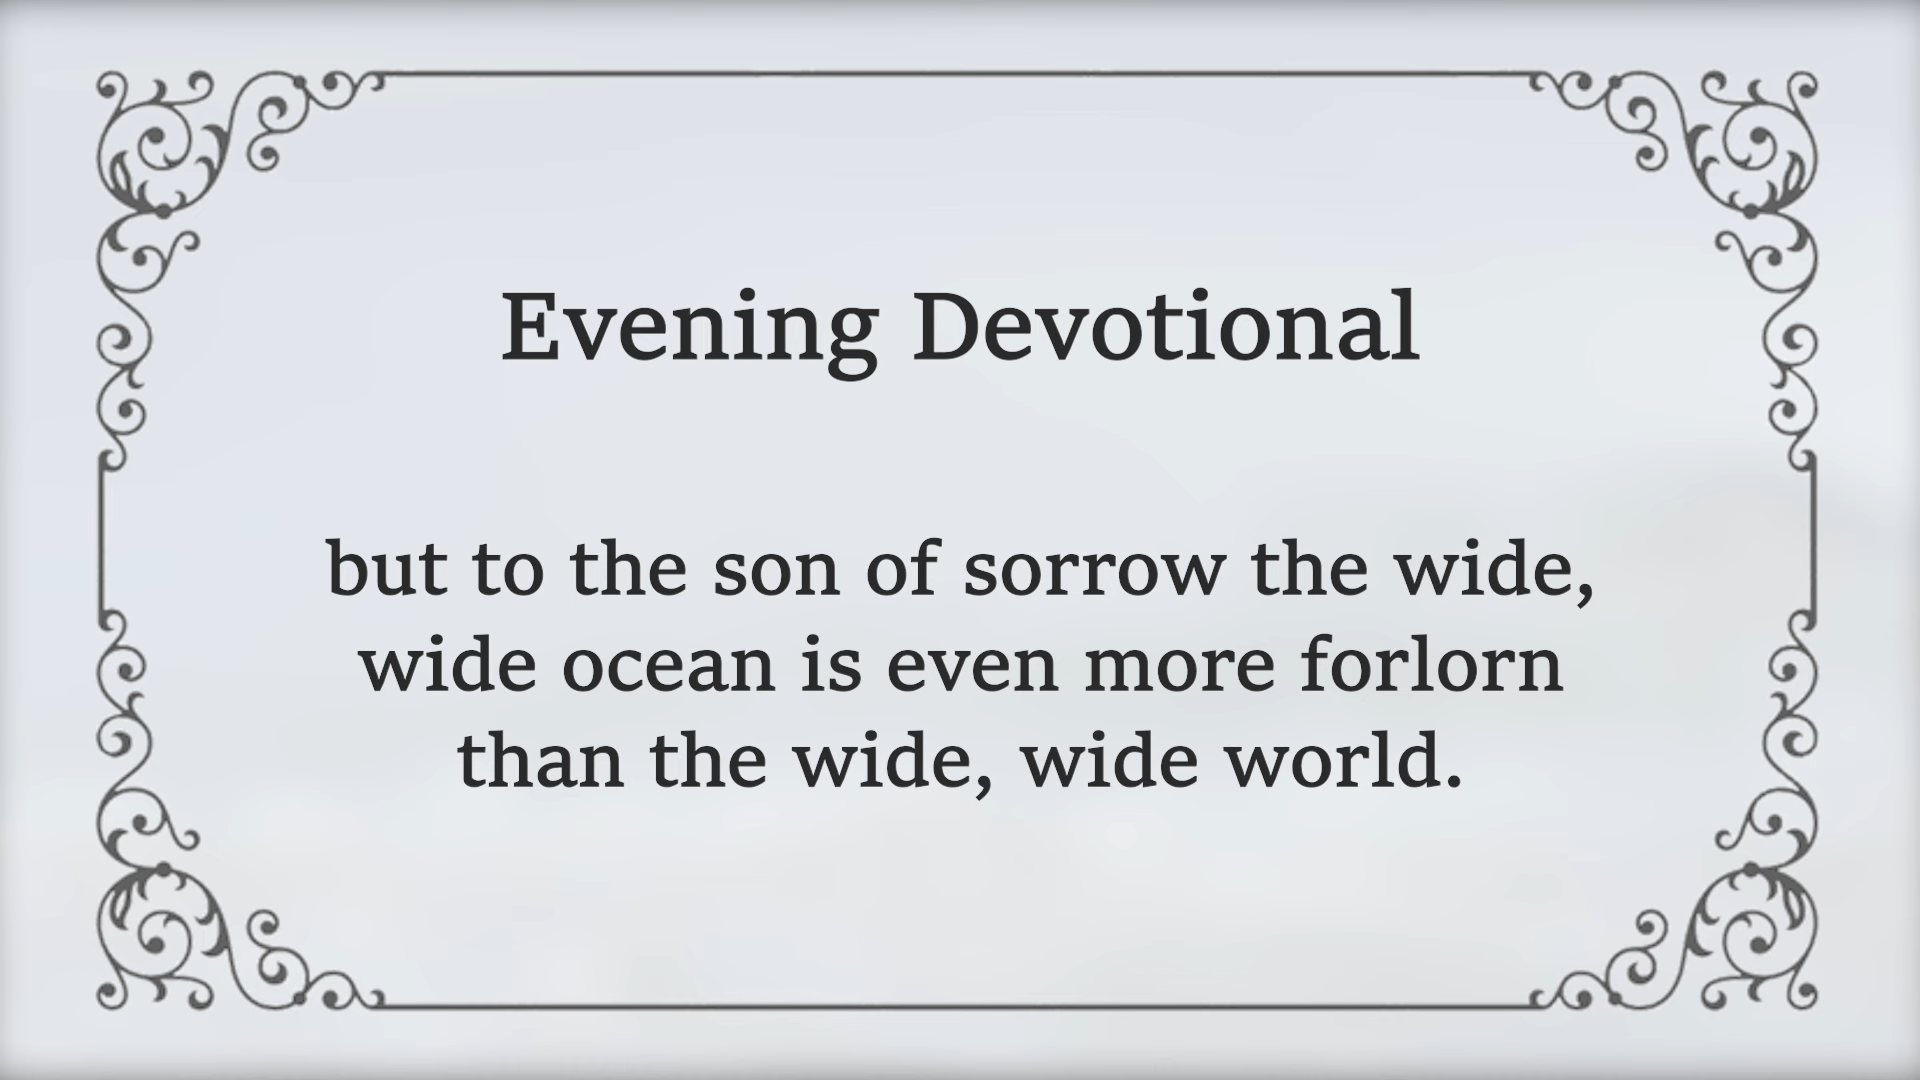 Evening Devotional
but to the son of sorrow the wide,
wide ocean is even more forlorn
than the wide, wide world.